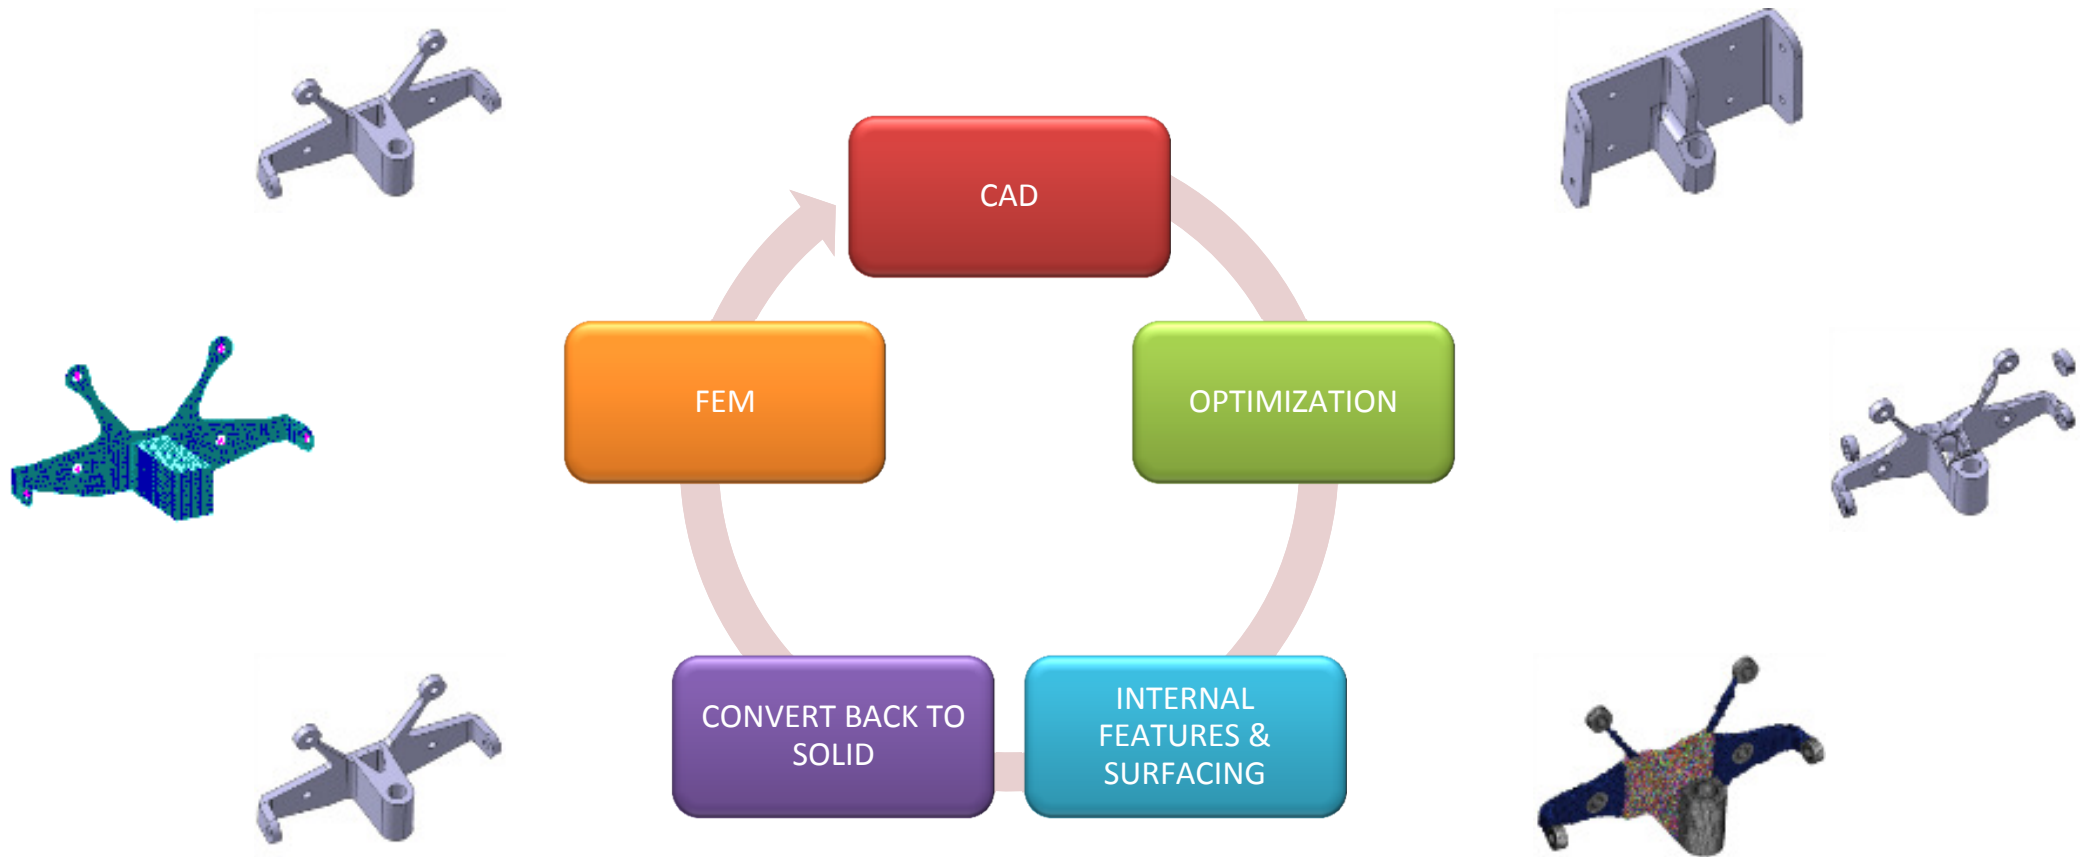 CAD
FEM
OPTIMIZATION
CONVERT BACK TO
SOLID
INTERNAL
FEATURES &
SURFACING